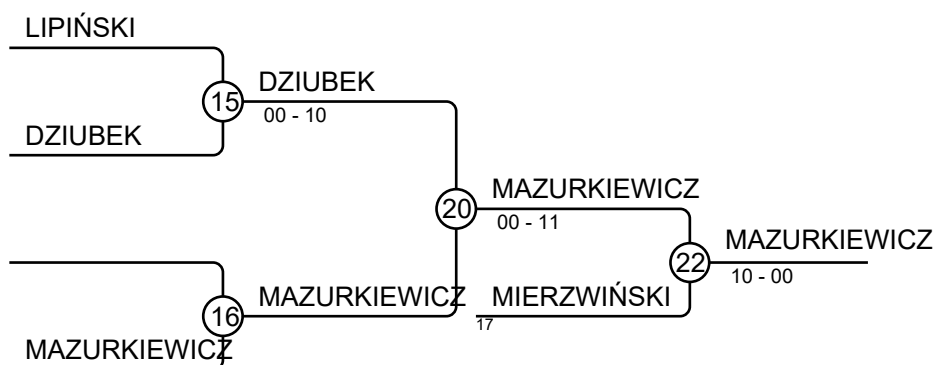 LIPIŃSKI
15
DZIUBEK
00 - 10
DZIUBEK
20
MAZURKIEWICZ
00 - 11
22
MAZURKIEWICZ
10 - 00
16
MAZURKIEWICZ
MIERZWIŃSKI
17
MAZURKIEWICZ